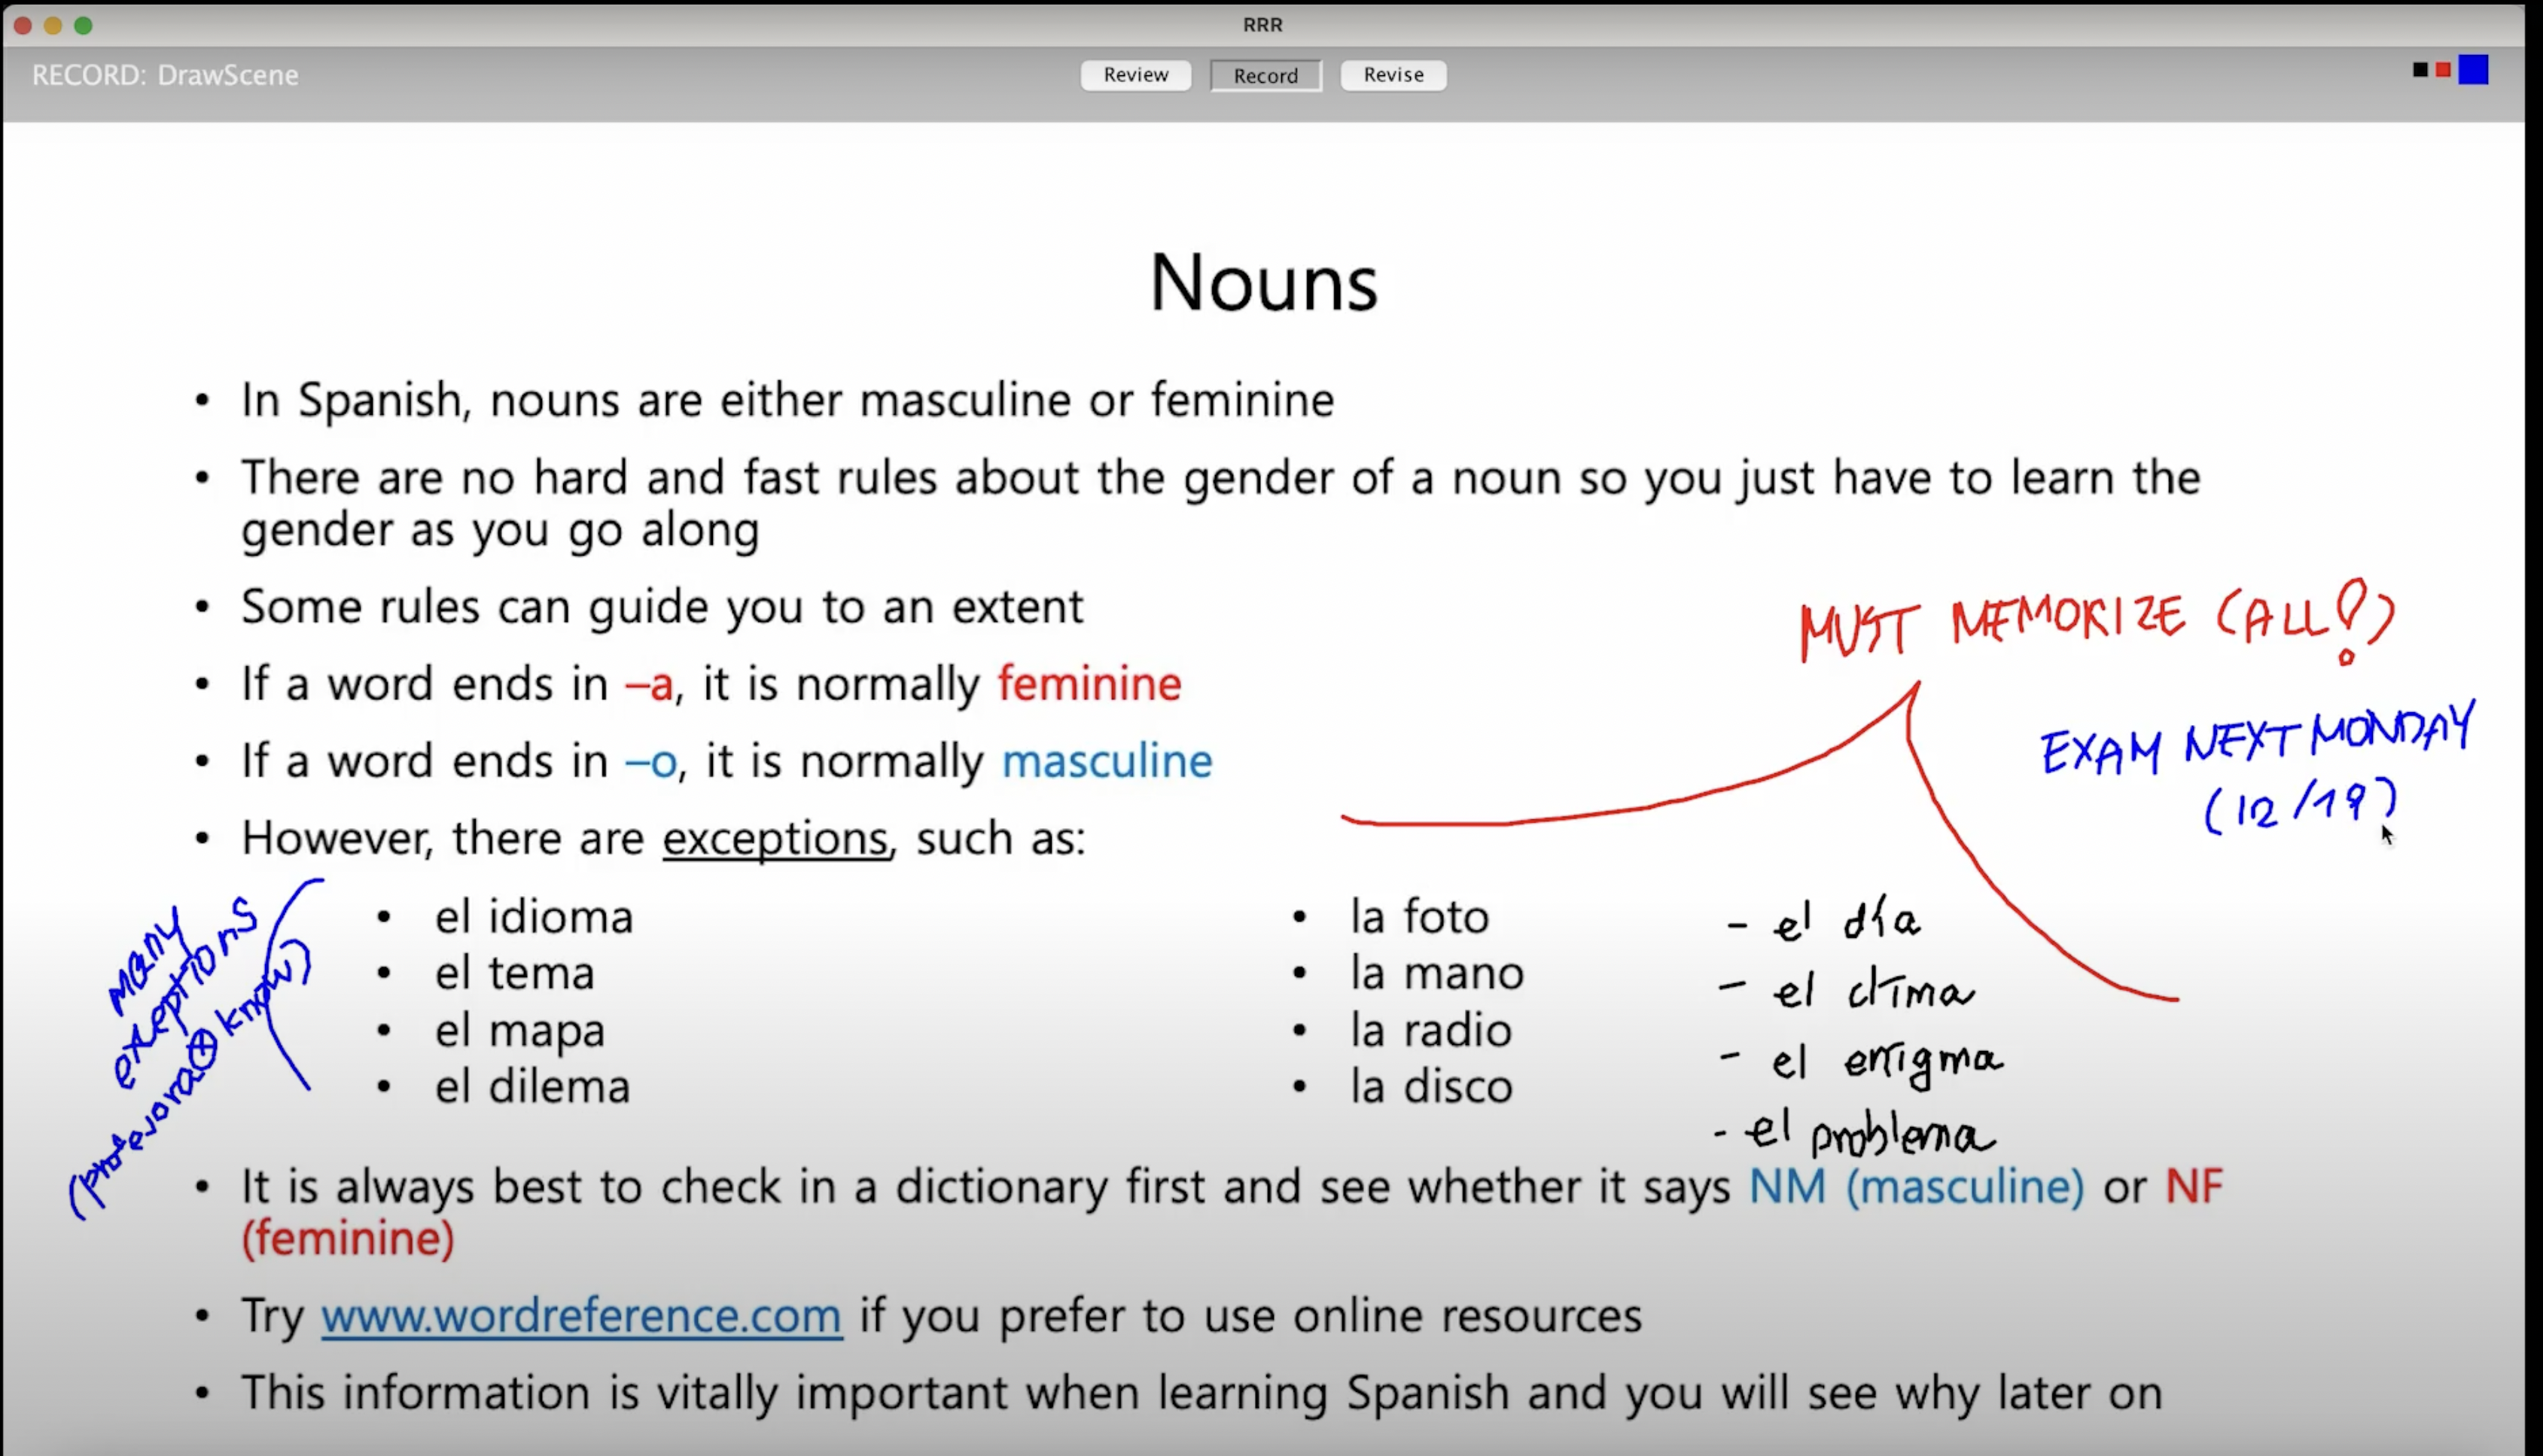 RRR
RECORD: DrawScene
Review
Record
Revise
Nouns
• In Spanish, nouns are either masculine or feminine
• There are no hard and fast rules about the gender of a noun so you just have to learn the
gender as you go along
• Some rules can guide you to an extent
MUST MEMORIZE (ALL!)
• If a word ends in –a, it is normally feminine
EXAM NEXT MONDAY
(12/19)
• If a word ends in –o, it is normally masculine
• However, there are exceptions, such as:
many
exceptions
(profesora know)
• el idioma
• el tema
• el mapa
• el dilema
• la foto
• la mano
• la radio
• la disco
- el día
- el clima
- el enigma
- el problema
• It is always best to check in a dictionary first and see whether it says NM (masculine) or NF
(feminine)
• Try www.wordreference.com if you prefer to use online resources
• This information is vitally important when learning Spanish and you will see why later on